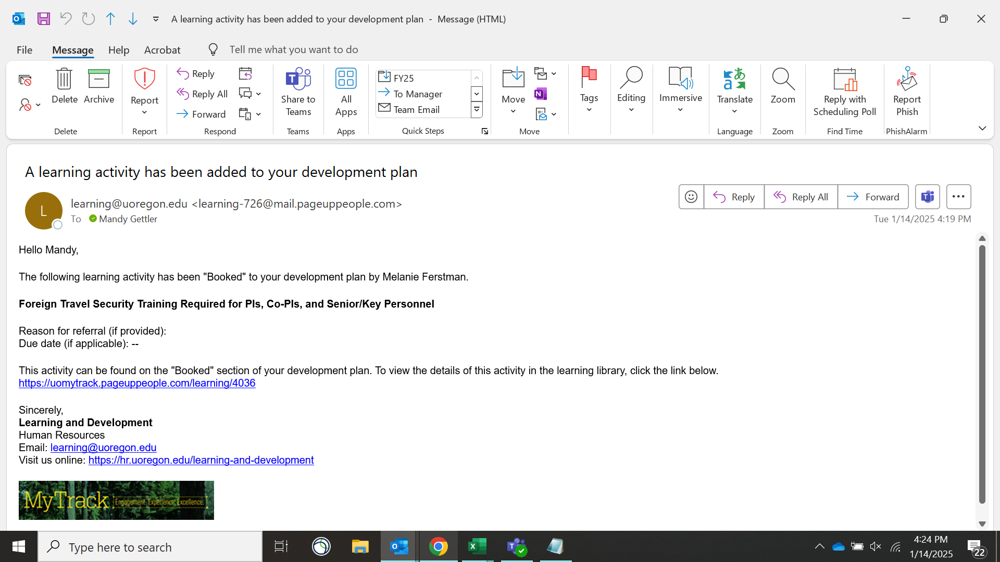 A learning activity has been added to your development plan - Message (HTML)
File Message Help Acrobat Tell me what you want to do
Delete Archive Report Reply Reply All Forward Share to Teams All Apps FY25 To Manager Team Email Move Tags Editing Immersive Translate Zoom Reply with Scheduling Poll Report Phish
Delete Report Respond Teams Apps Quick Steps Move Language Zoom Find Time PhishAlarm
A learning activity has been added to your development plan
L
learning@uoregon.edu <learning-726@mail.pageuppeople.com>
To Mandy Gettler
Reply Reply All Forward
Tue 1/14/2025 4:19 PM
Hello Mandy,
The following learning activity has been "Booked" to your development plan by Melanie Ferstman.
Foreign Travel Security Training Required for PIs, Co-PIs, and Senior/Key Personnel
Reason for referral (if provided):
Due date (if applicable): --
This activity can be found on the "Booked" section of your development plan. To view the details of this activity in the learning library, click the link below.
https://uomytrack.pageuppeople.com/learning/4036
Sincerely,
Learning and Development
Human Resources
Email: learning@uoregon.edu
Visit us online: https://hr.uoregon.edu/learning-and-development
MyTrack Engagement. Experience. Excellence.
Type here to search
4:24 PM
1/14/2025
22